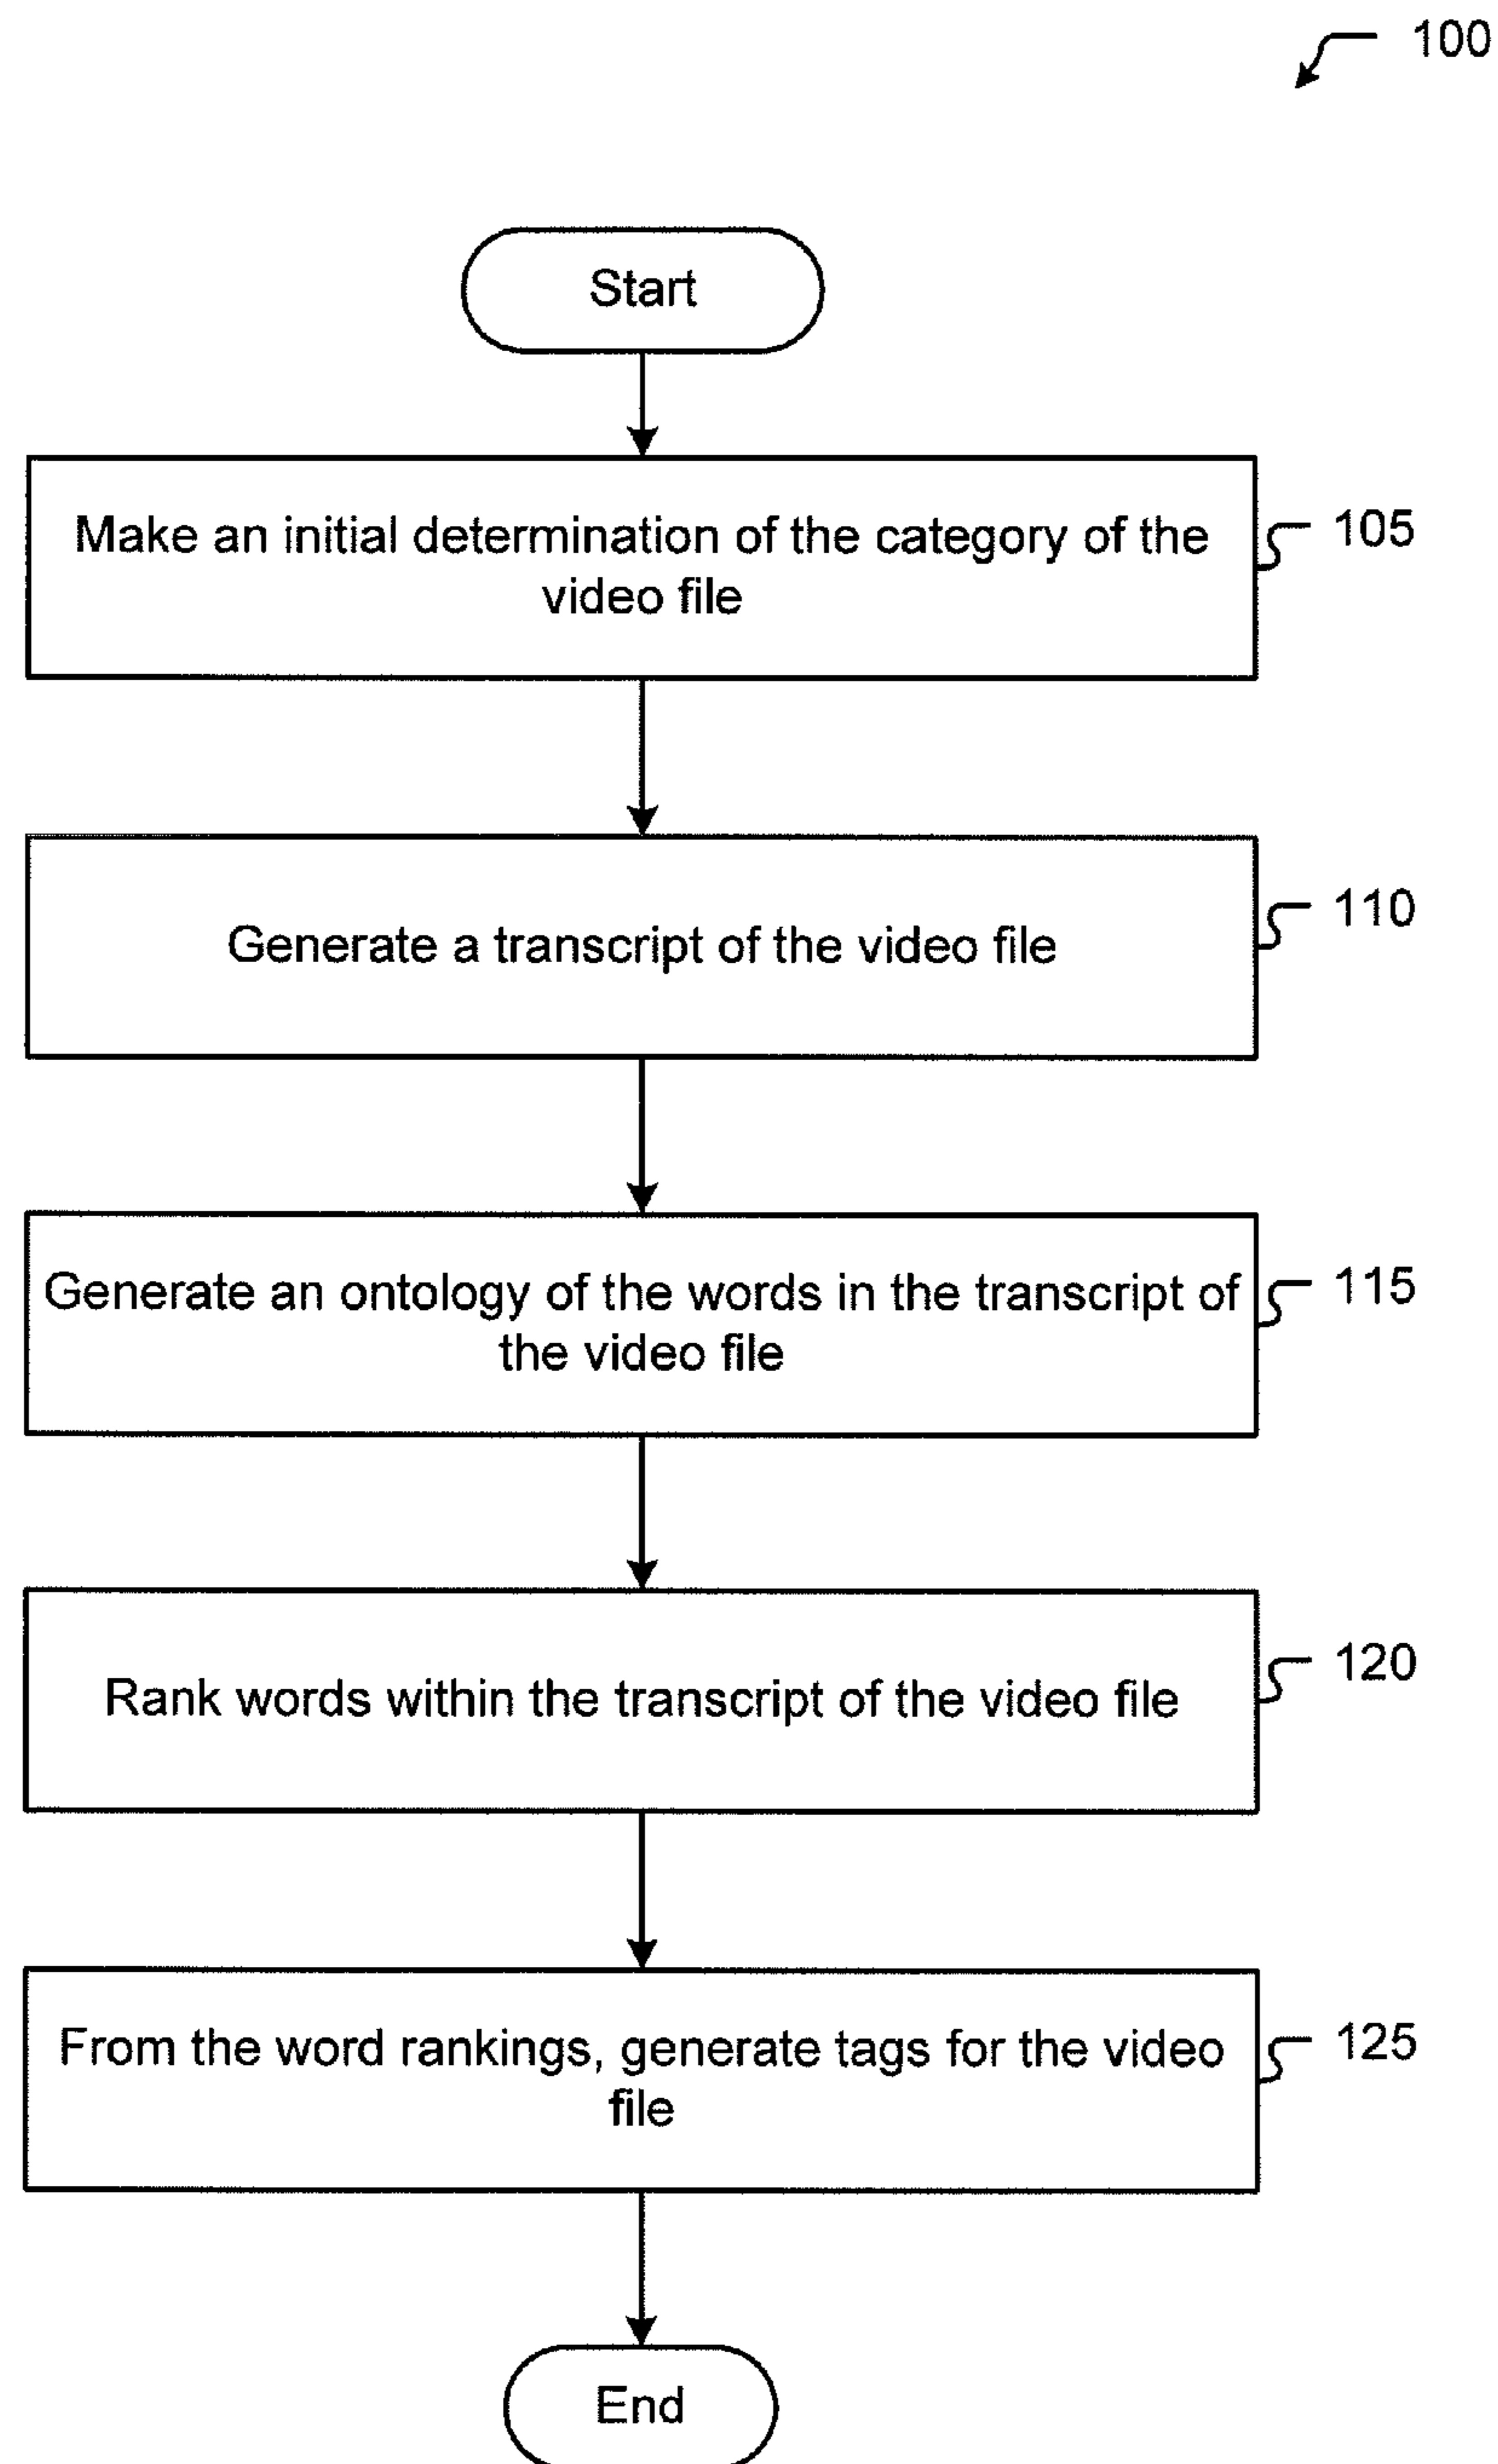 100
Start
Make an initial determination of the category of the
video file
105
Generate a transcript of the video file
110
Generate an ontology of the words in the transcript of
the video file
115
Rank words within the transcript of the video file
120
From the word rankings, generate tags for the video
file
125
End